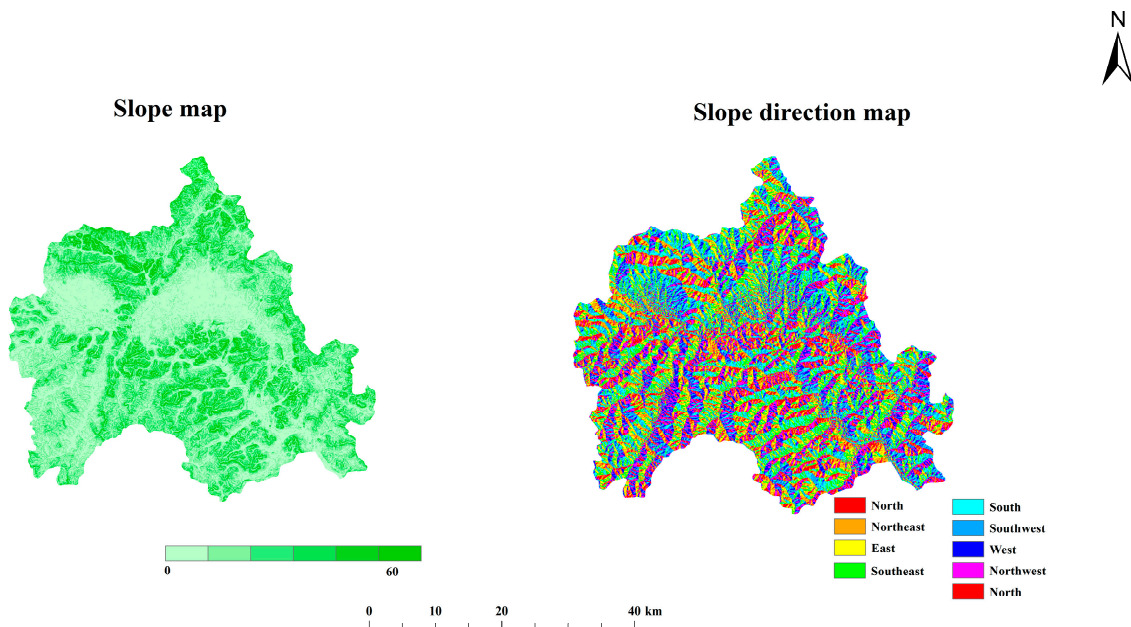 N
Slope map
Slope direction map
North
Northeast
East
Southeast
South
Southwest
West
Northwest
North
0 60
0 10 20 40 km